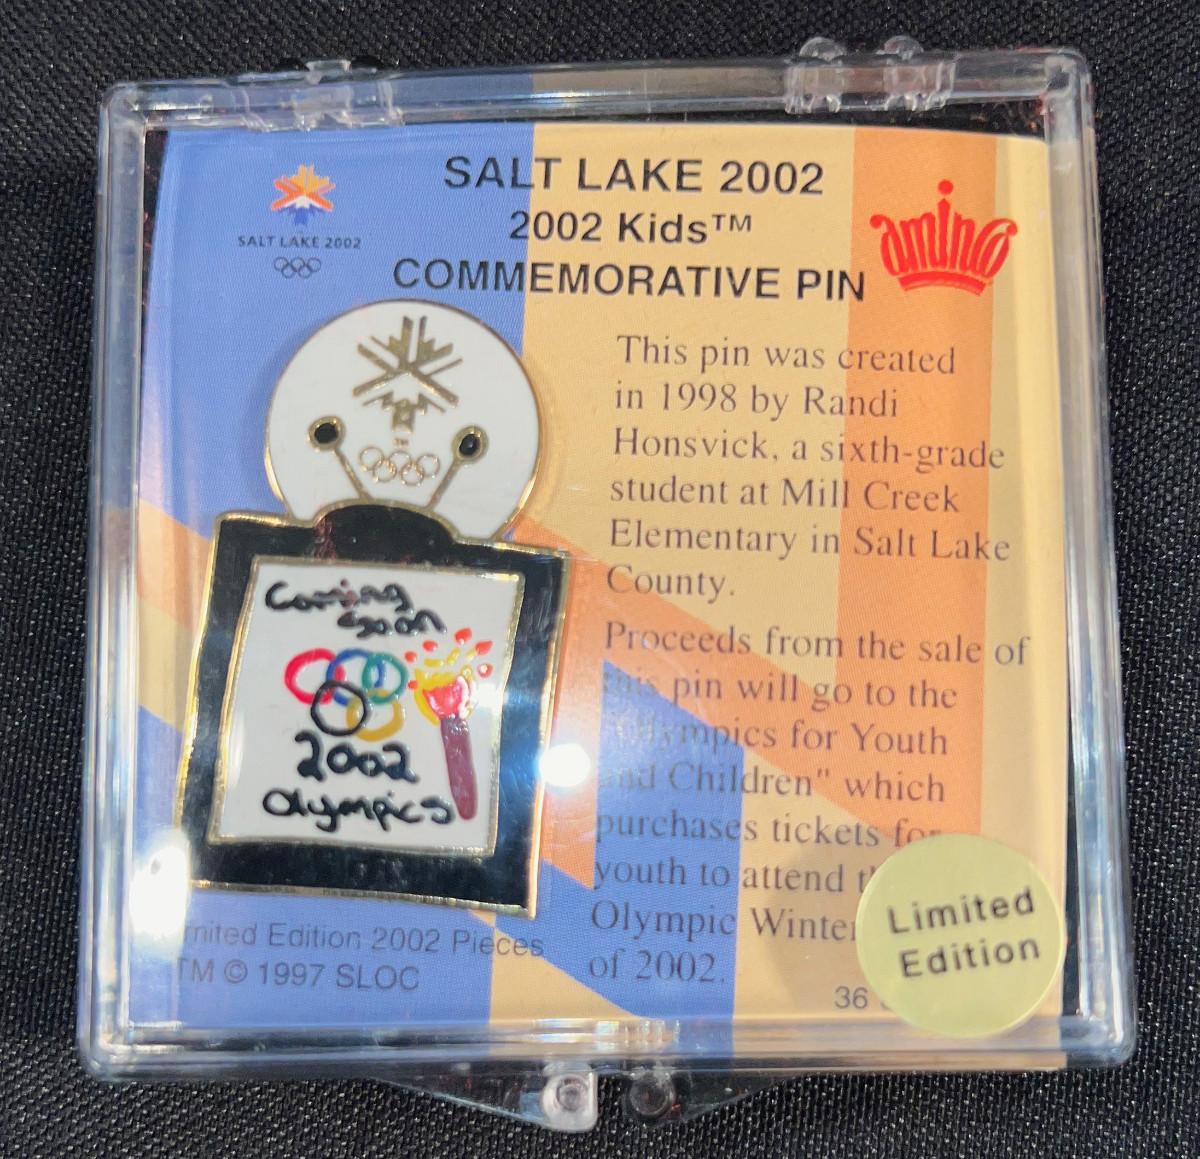 SALT LAKE 2002
2002 Kids™
COMMEMORATIVE PIN
SALT LAKE 2002
aminco
This pin was created
in 1998 by Randi
Honsvick, a sixth-grade
student at Mill Creek
Elementary in Salt Lake
County.
Proceeds from the sale of
this pin will go to the
"Olympics for Youth
and Children" which
purchases tickets for
youth to attend
Olympic Winter
of 2002.
Coming
soon
2002
Olympics
Limited Edition 2002 Pieces
TM © 1997 SLOC
36
Limited
Edition